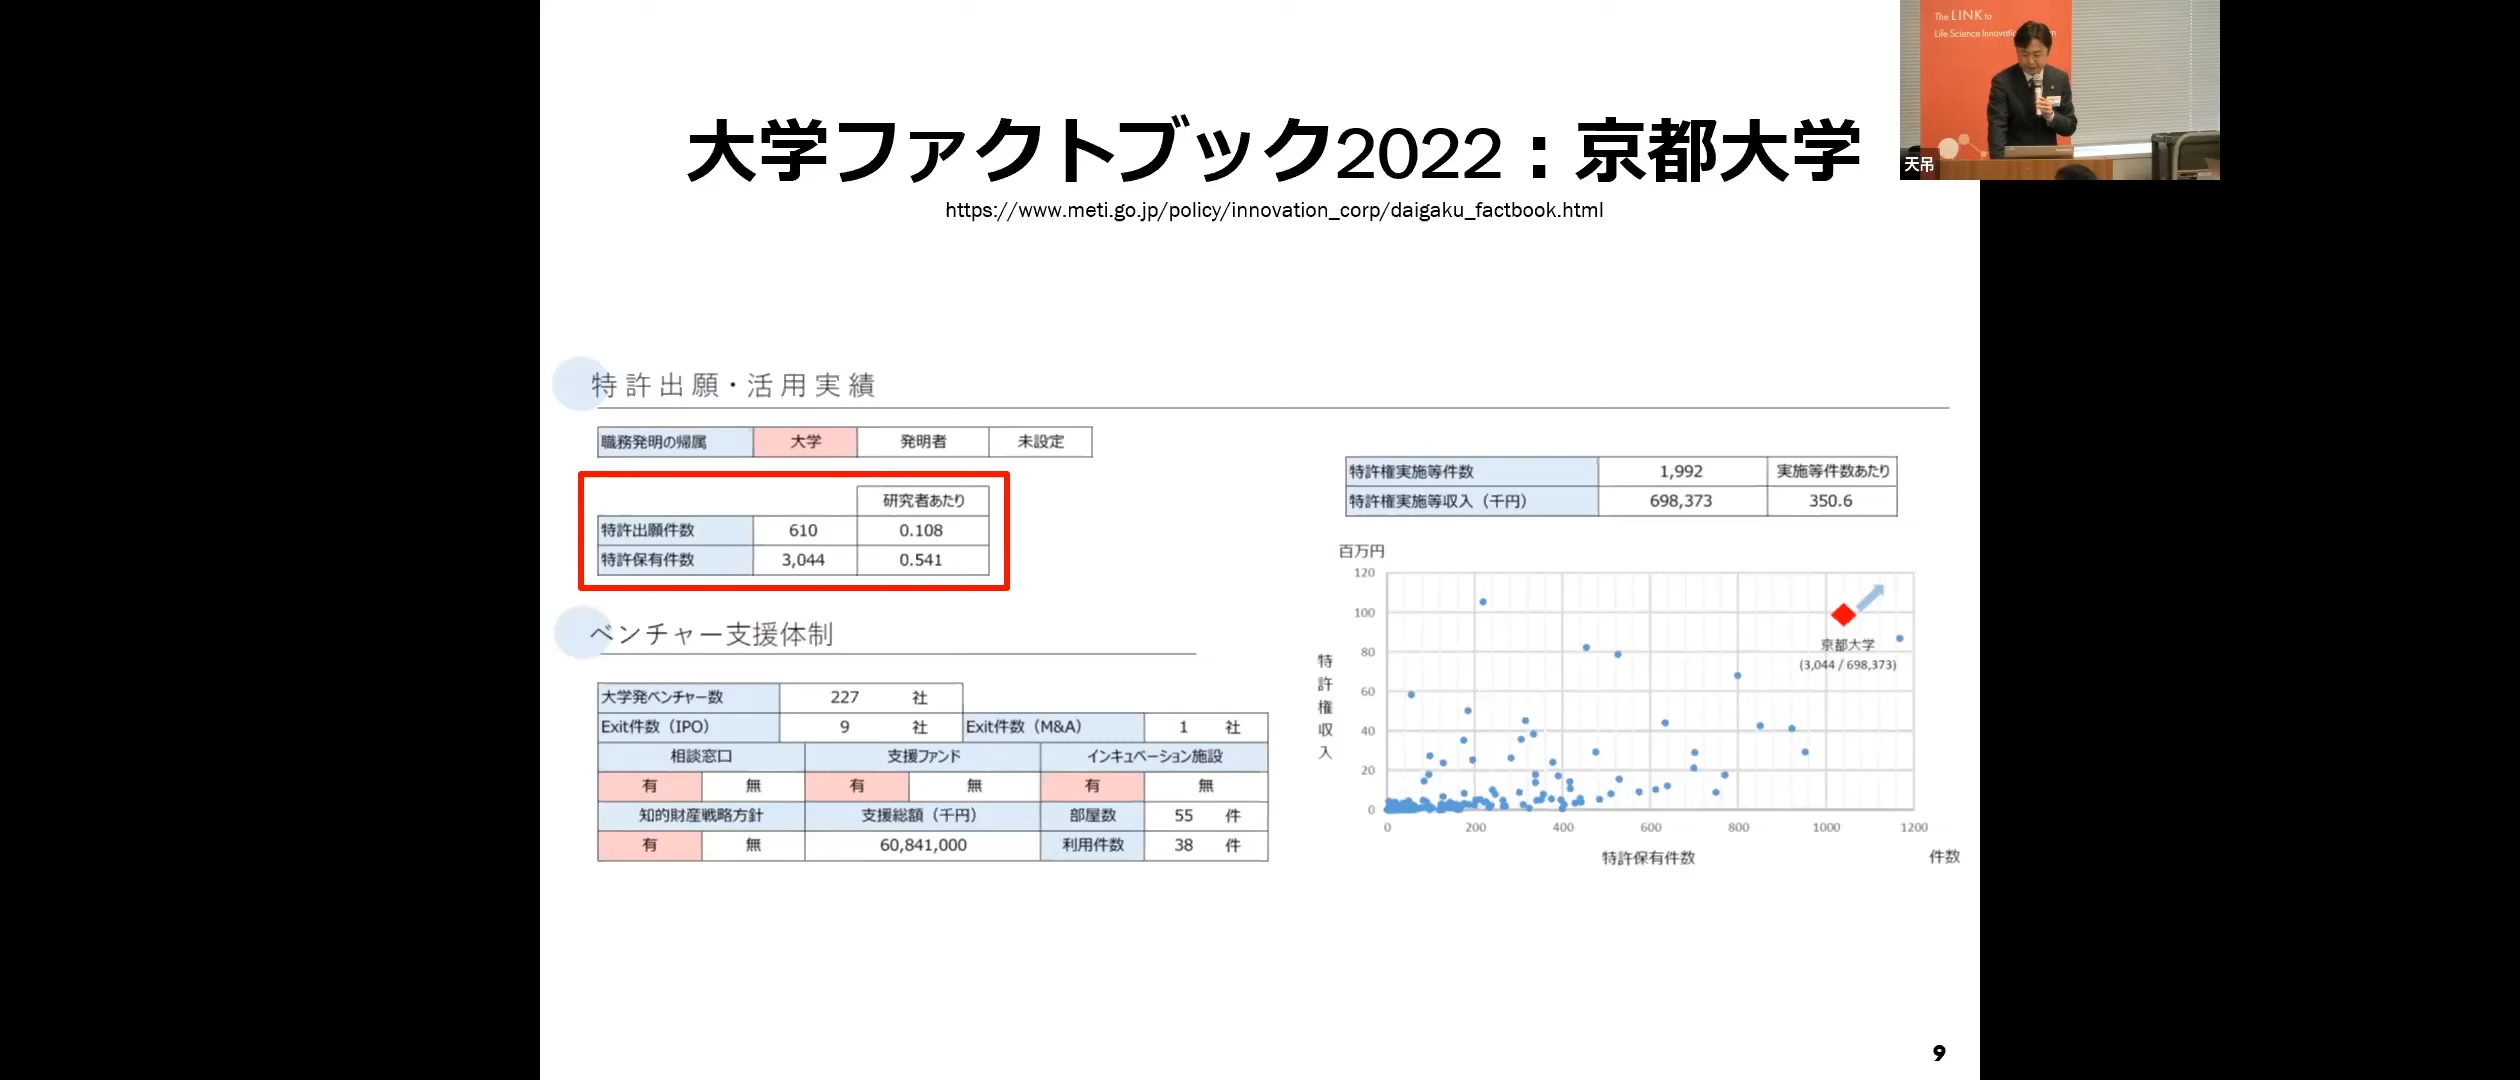 The LINK to
Life Science Innovatio
天吊
大学ファクトブック2022：京都大学
https://www.meti.go.jp/policy/innovation_corp/daigaku_factbook.html
特許出願・活用実績
職務発明の帰属 大学 発明者 未設定
研究者あたり
特許出願件数 610 0.108
特許保有件数 3,044 0.541
ベンチャー支援体制
大学発ベンチャー数 227 社
Exit件数（IPO） 9 社 Exit件数（M&A） 1 社
相談窓口 支援ファンド インキュベーション施設
有 無 有 無 有 無
知的財産戦略方針 支援総額（千円） 部屋数 55 件
有 無 60,841,000 利用件数 38 件
特許権実施等件数 1,992 実施等件数あたり
特許権実施等収入（千円） 698,373 350.6
百万円
120
100
80
60
40
20
0
特許権収入
京都大学
(3,044 / 698,373)
0 200 400 600 800 1000 1200
特許保有件数
件数
9